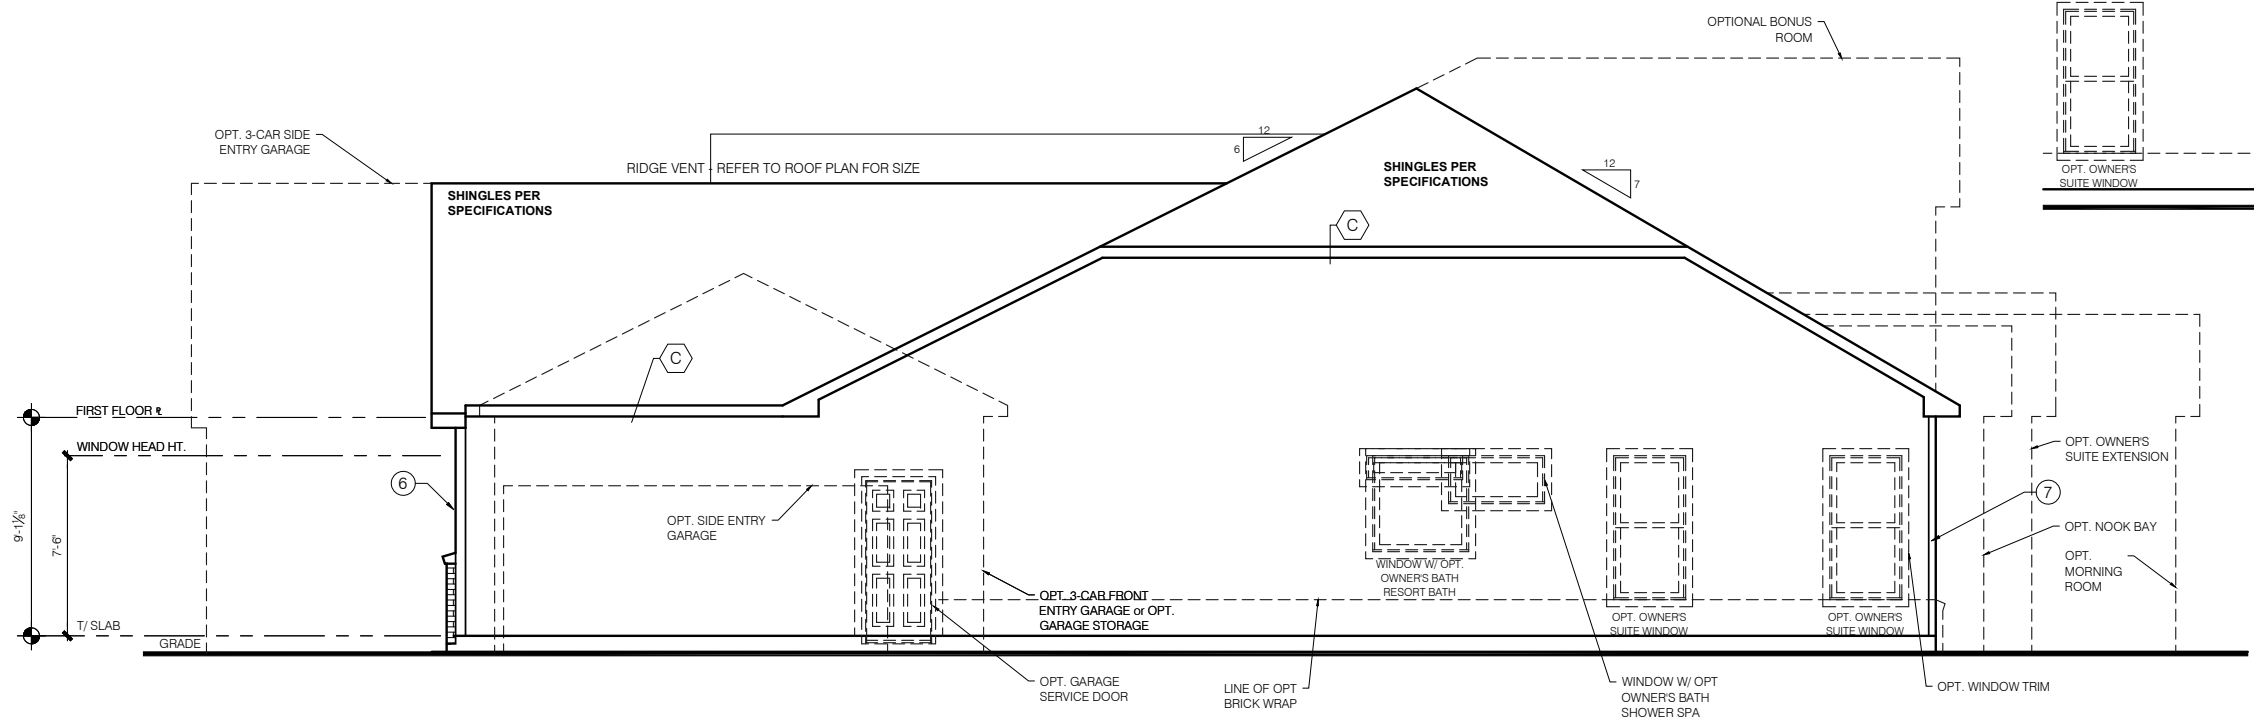 OPTIONAL BONUS
ROOM
OPT. 3-CAR SIDE
ENTRY GARAGE
12
6
RIDGE VENT - REFER TO ROOF PLAN FOR SIZE
SHINGLES PER
SPECIFICATIONS
SHINGLES PER
SPECIFICATIONS
12
7
OPT. OWNER'S
SUITE WINDOW
C
C
FIRST FLOOR PL
WINDOW HEAD HT.
6
9'-1⅛"
7'-6"
T/ SLAB
GRADE
OPT. SIDE ENTRY
GARAGE
OPT. 3-CAR FRONT
ENTRY GARAGE or OPT.
GARAGE STORAGE
WINDOW W/ OPT.
OWNER'S BATH
RESORT BATH
OPT. OWNER'S
SUITE WINDOW
OPT. OWNER'S
SUITE WINDOW
OPT. OWNER'S
SUITE EXTENSION
7
OPT. NOOK BAY
OPT.
MORNING
ROOM
OPT. GARAGE
SERVICE DOOR
LINE OF OPT
BRICK WRAP
WINDOW W/ OPT
OWNER'S BATH
SHOWER SPA
OPT. WINDOW TRIM